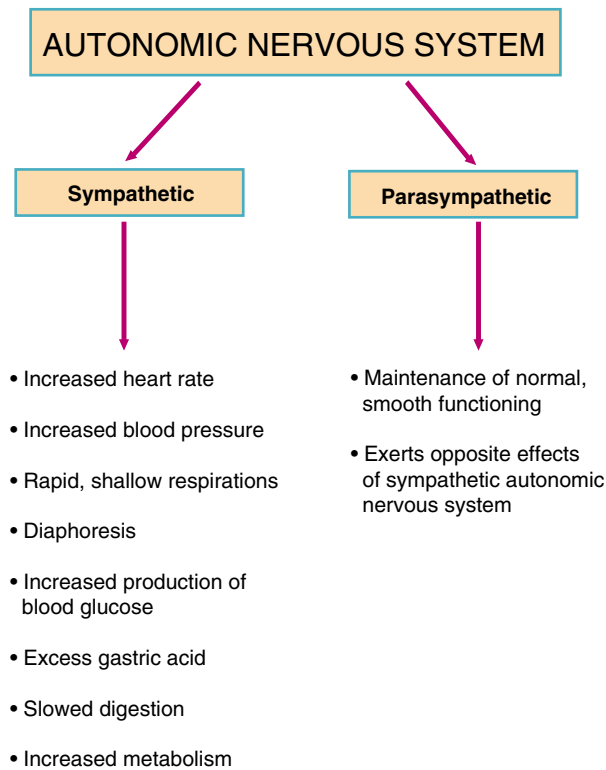 AUTONOMIC NERVOUS SYSTEM
Sympathetic
• Increased heart rate
• Increased blood pressure
• Rapid, shallow respirations
• Diaphoresis
• Increased production of
blood glucose
• Excess gastric acid
• Slowed digestion
• Increased metabolism
Parasympathetic
• Maintenance of normal,
smooth functioning
• Exerts opposite effects
of sympathetic autonomic
nervous system